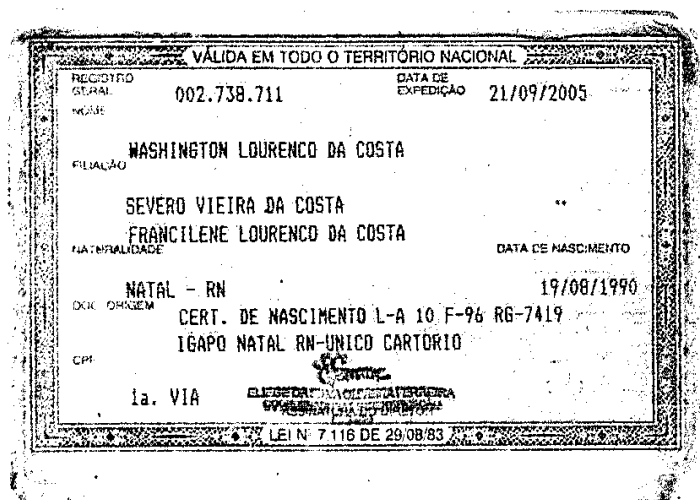 VÁLIDA EM TODO O TERRITÓRIO NACIONAL
REGISTRO GERAL 002.738.711 DATA DE EXPEDIÇÃO 21/09/2005
NOME
WASHINGTON LOURENCO DA COSTA
FILIAÇÃO
SEVERO VIEIRA DA COSTA
FRANCILENE LOURENCO DA COSTA
NATURALIDADE DATA DE NASCIMENTO
NATAL - RN 19/08/1990
DOC. ORIGEM
CERT. DE NASCIMENTO L-A 10 F-96 RG-7419
IGAPO NATAL RN-UNICO CARTORIO
CPF
1a. VIA
ASSINATURA DO DIRETOR
LEI Nº 7.116 DE 29/08/83